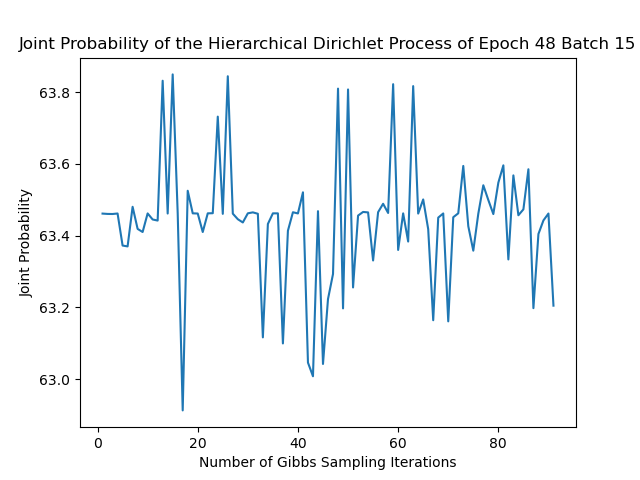 Joint Probability of the Hierarchical Dirichlet Process of Epoch 48 Batch 15
63.8
63.6
63.4
63.2
63.0
Joint Probability
0 20 40 60 80
Number of Gibbs Sampling Iterations